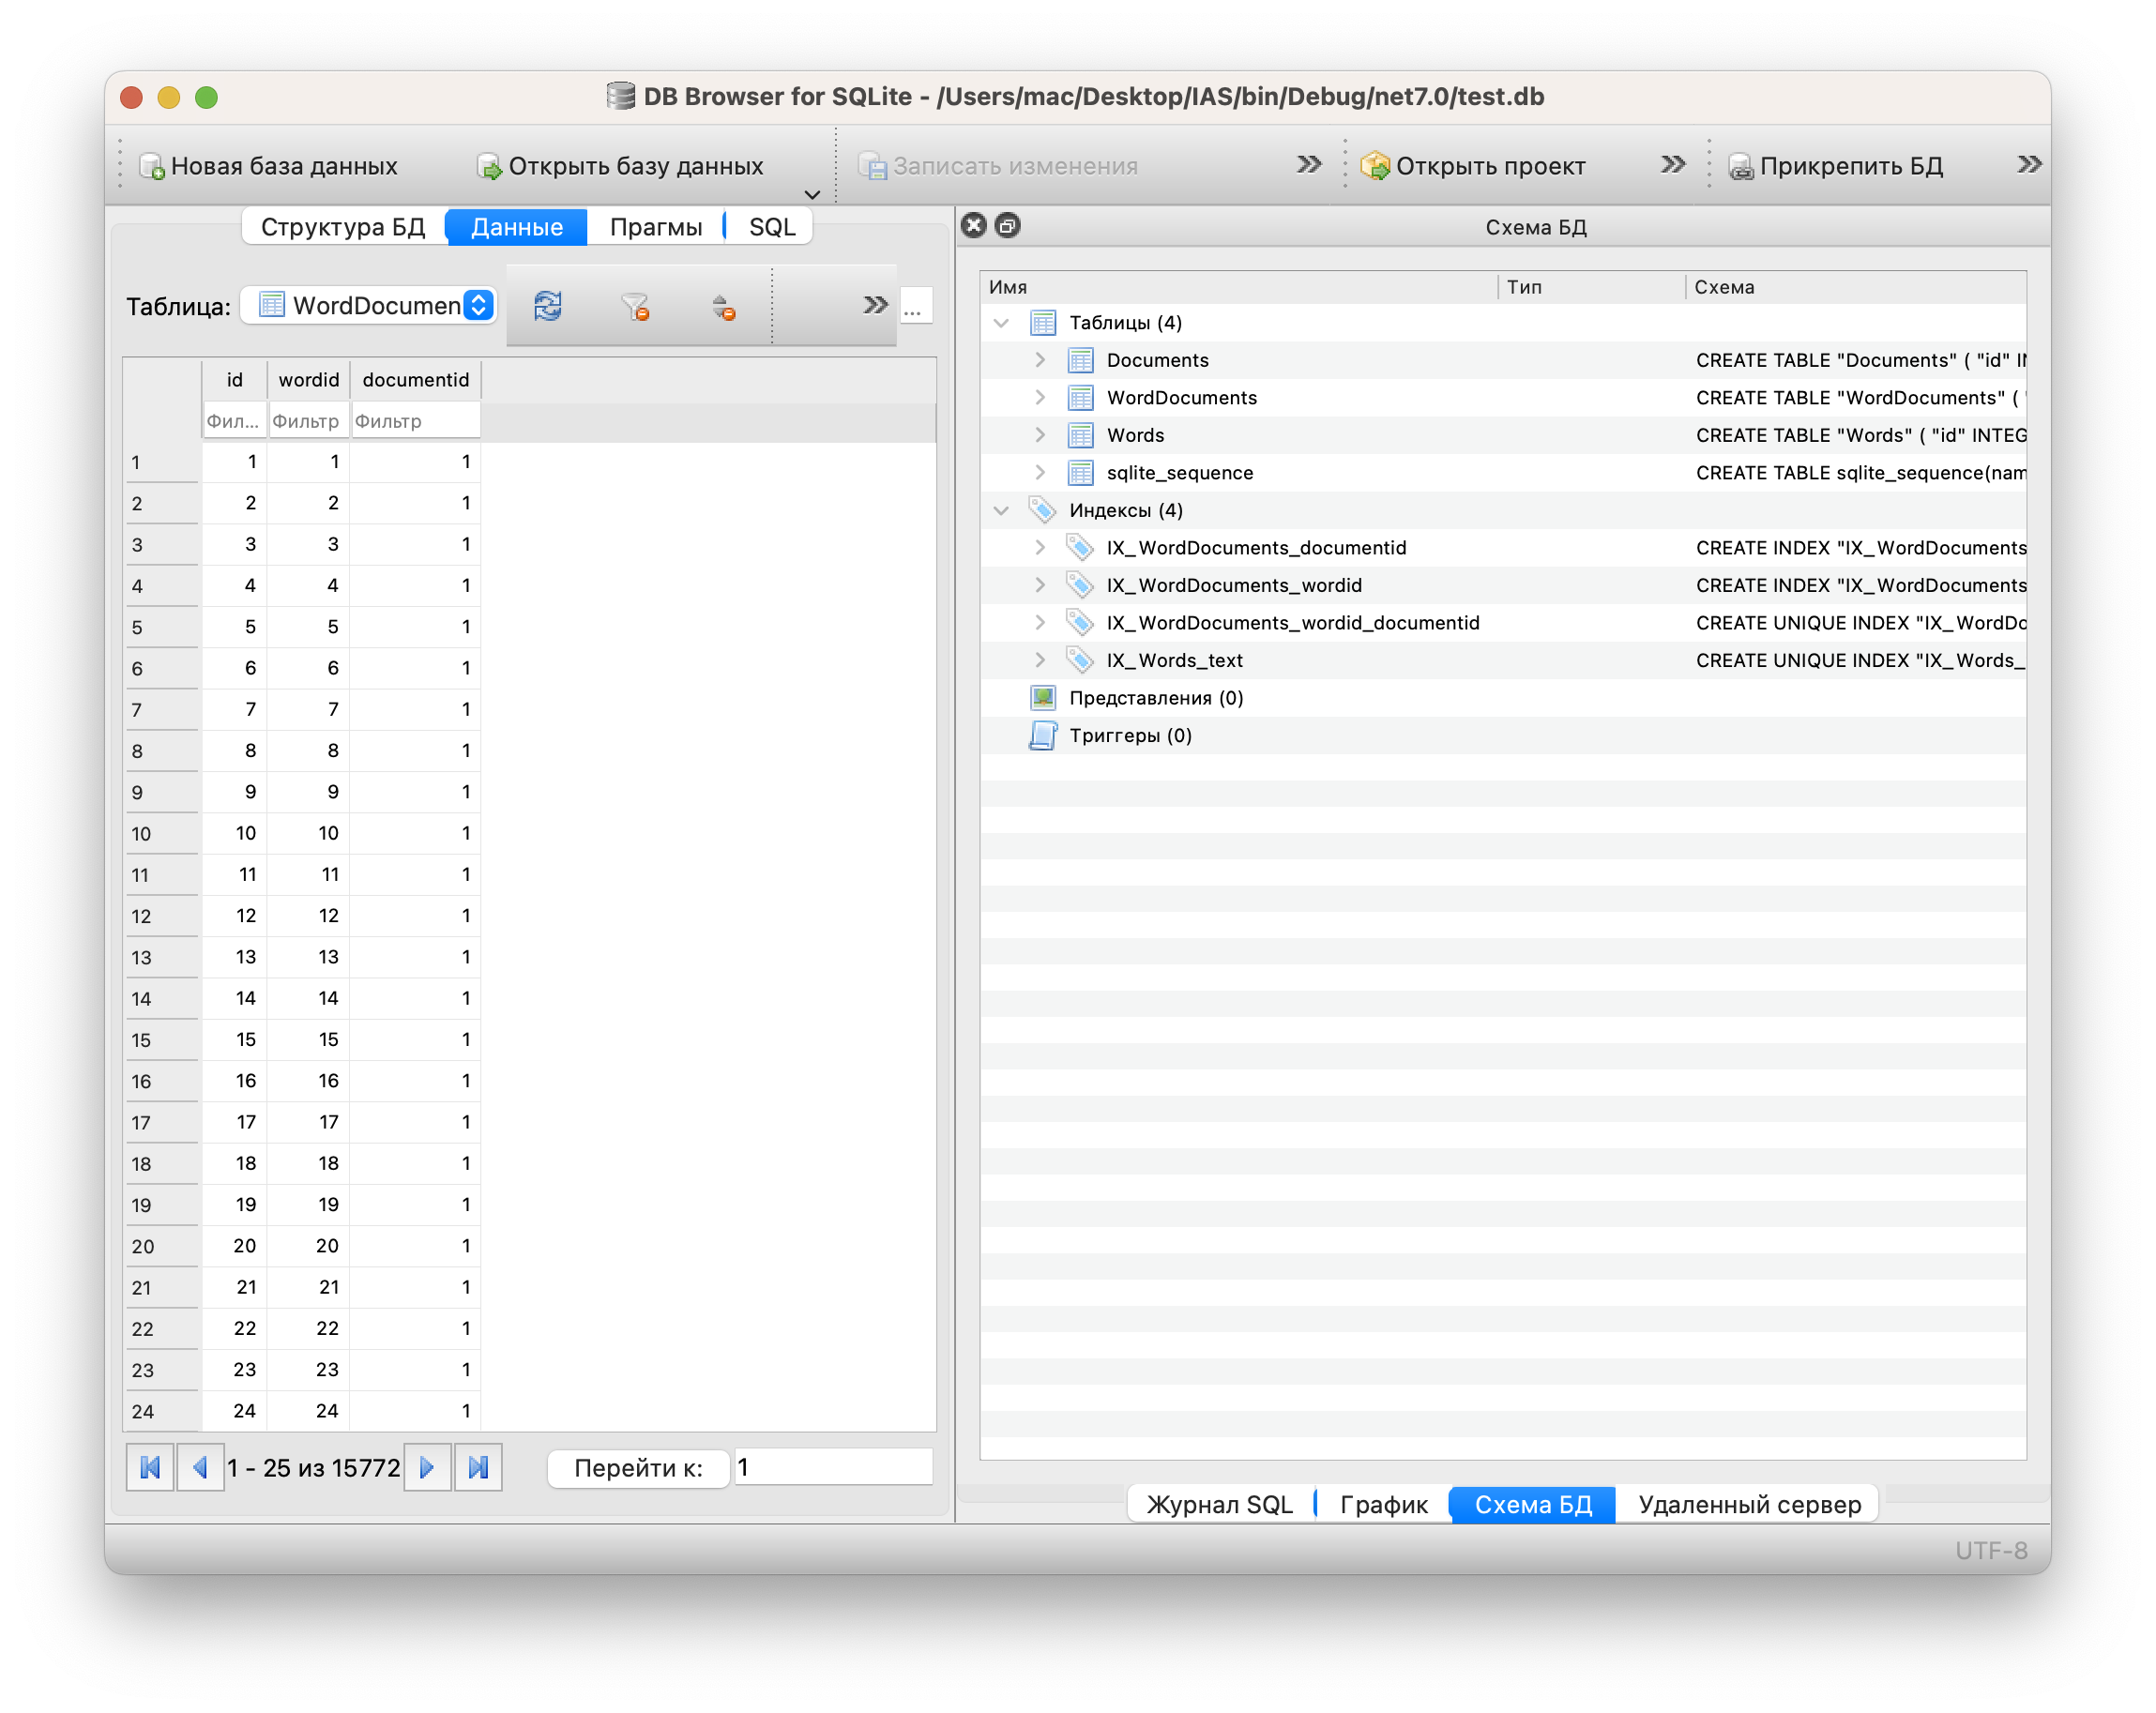 DB Browser for SQLite - /Users/mac/Desktop/IAS/bin/Debug/net7.0/test.db
Новая база данных Открыть базу данных Записать изменения Открыть проект Прикрепить БД
Структура БД Данные Прагмы SQL
Таблица: WordDocumen ...
id wordid documentid
Фил... Фильтр Фильтр
1 1 1 1
2 2 2 1
3 3 3 1
4 4 4 1
5 5 5 1
6 6 6 1
7 7 7 1
8 8 8 1
9 9 9 1
10 10 10 1
11 11 11 1
12 12 12 1
13 13 13 1
14 14 14 1
15 15 15 1
16 16 16 1
17 17 17 1
18 18 18 1
19 19 19 1
20 20 20 1
21 21 21 1
22 22 22 1
23 23 23 1
24 24 24 1
1 - 25 из 15772 Перейти к: 1
Схема БД
Имя Тип Схема
Таблицы (4)
Documents CREATE TABLE "Documents" ( "id" IN
WordDocuments CREATE TABLE "WordDocuments" ( "
Words CREATE TABLE "Words" ( "id" INTEG
sqlite_sequence CREATE TABLE sqlite_sequence(nam
Индексы (4)
IX_WordDocuments_documentid CREATE INDEX "IX_WordDocuments
IX_WordDocuments_wordid CREATE INDEX "IX_WordDocuments
IX_WordDocuments_wordid_documentid CREATE UNIQUE INDEX "IX_WordDo
IX_Words_text CREATE UNIQUE INDEX "IX_Words_
Представления (0)
Триггеры (0)
Журнал SQL График Схема БД Удаленный сервер
UTF-8